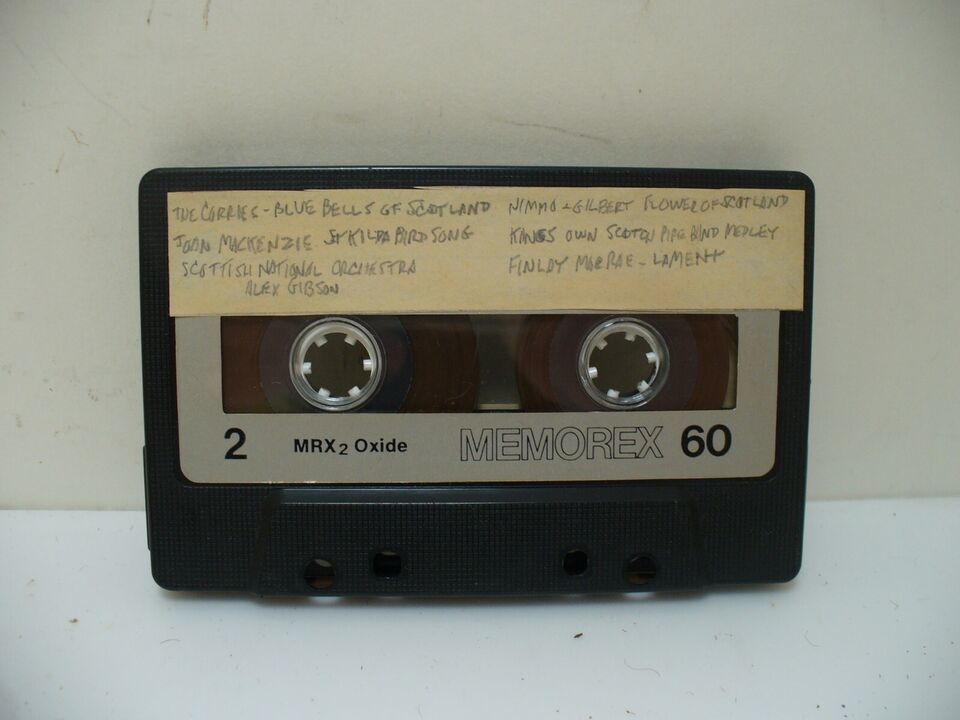 THE CORRIES - BLUE BELLS OF SCOTLAND
JOAN MACKENZIE St KILDA BIRD SONG
SCOTTISH NATIONAL ORCHESTRA
ALEX GIBSON
NIMMO - GILBERT FLOWER OF SCOTLAND
KINGS OWN SCOTCH PIPE BAND MEDLEY
FINLAY MACRAE - LAMENT
2 MRX2 Oxide MEMOREX 60